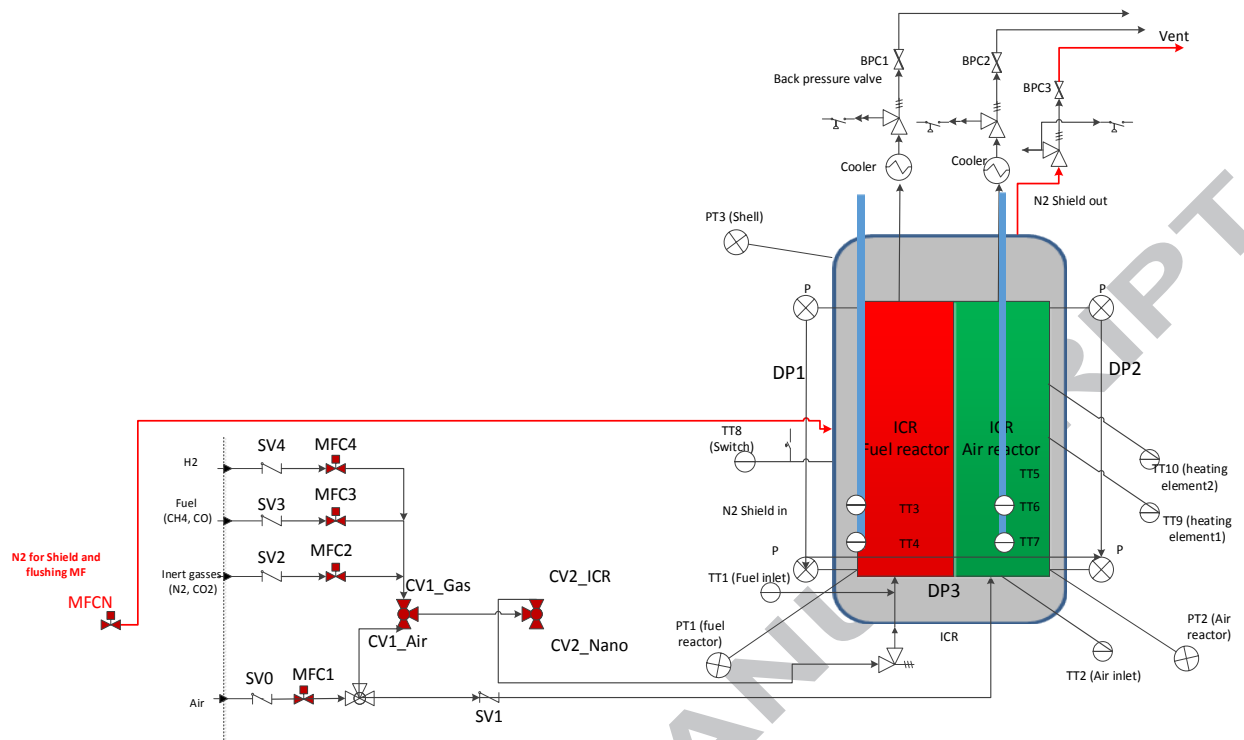 Vent
BPC1
BPC2
BPC3
Back pressure valve
Cooler
Cooler
N2 Shield out
PT3 (Shell)
P
P
DP1
DP2
ICR
Fuel reactor
ICR
Air reactor
TT8
(Switch)
TT5
TT10 (heating
element2)
TT3
TT6
N2 Shield in
TT9 (heating
element1)
TT4
TT7
P
P
TT1 (Fuel inlet)
DP3
ICR
PT1 (fuel
reactor)
PT2 (Air
reactor)
TT2 (Air inlet)
H2
SV4
MFC4
Fuel
(CH4, CO)
SV3
MFC3
N2 for Shield and
flushing MF
MFCN
Inert gasses
(N2, CO2)
SV2
MFC2
CV1_Gas
CV1_Air
CV2_ICR
CV2_Nano
Air
SV0
MFC1
SV1